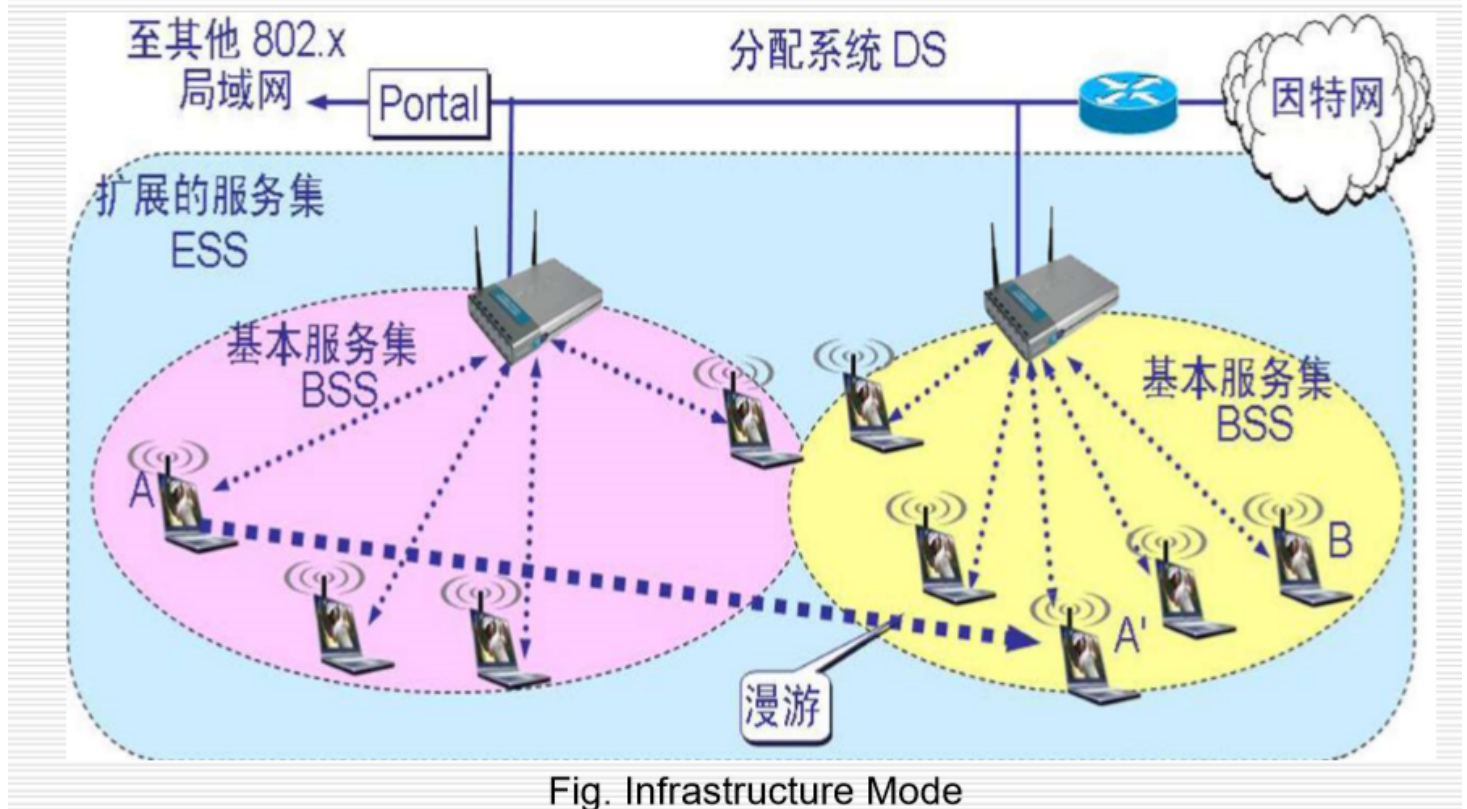 至其他 802.x
局域网
Portal
分配系统 DS
因特网
扩展的服务集
ESS
基本服务集
BSS
基本服务集
BSS
A
B
A'
漫游
Fig. Infrastructure Mode